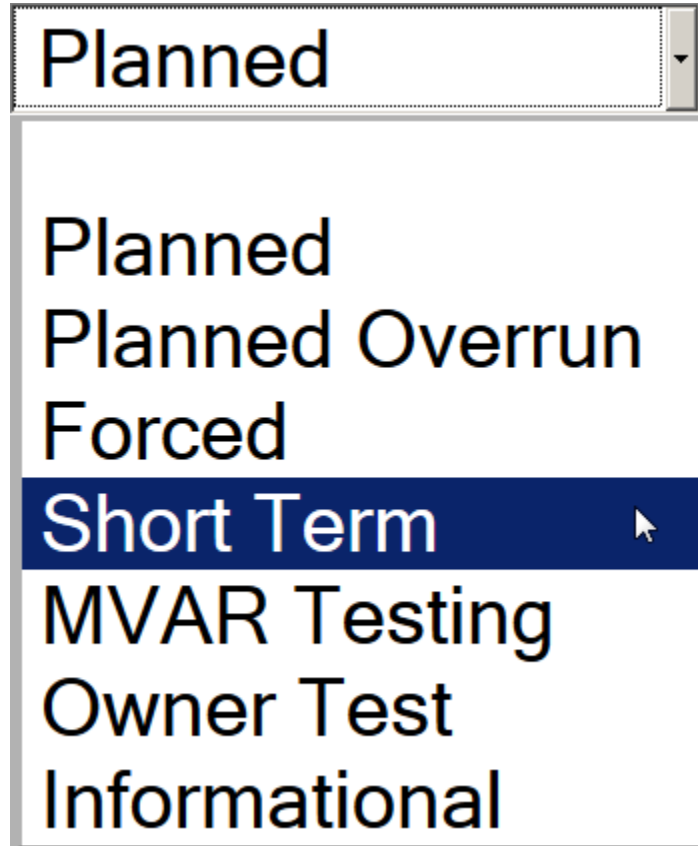 Planned
Planned
Planned Overrun
Forced
Short Term
MVAR Testing
Owner Test
Informational